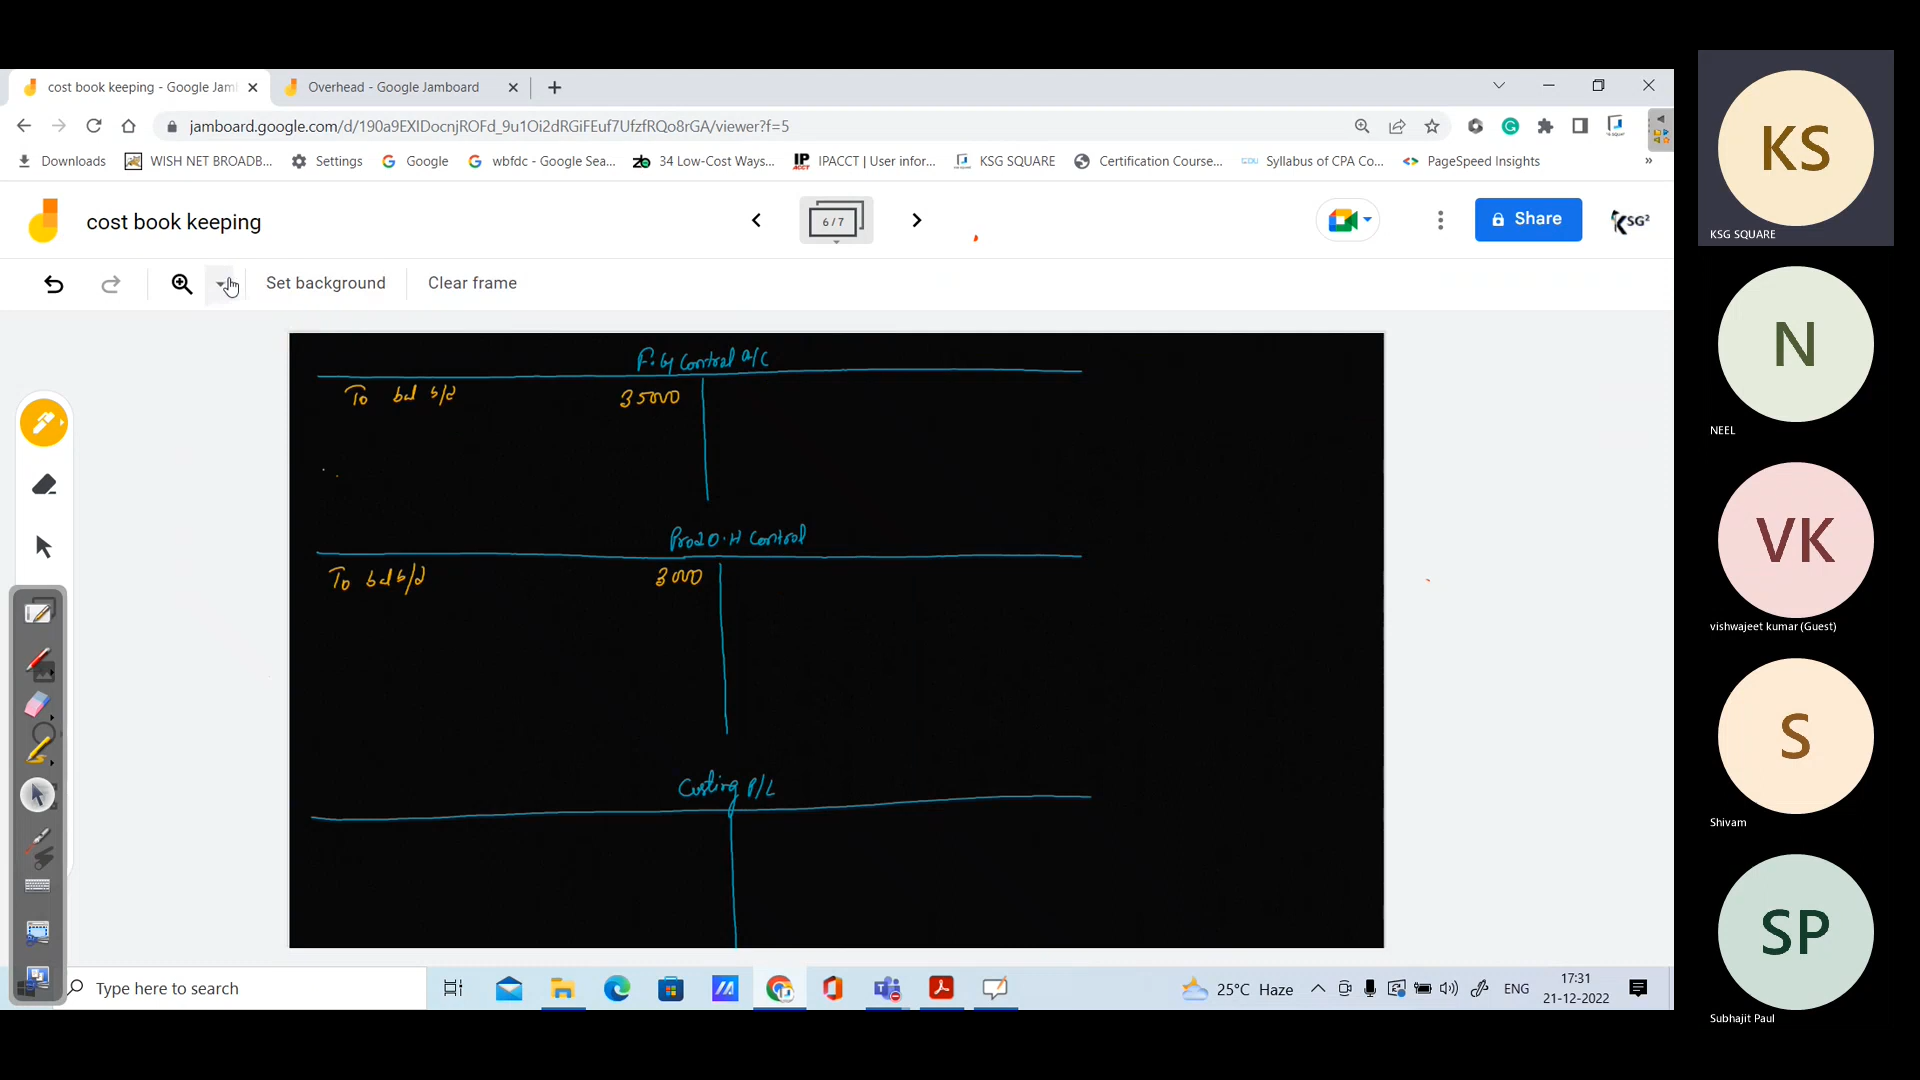 cost book keeping - Google Jam
Overhead - Google Jamboard
jamboard.google.com/d/190a9EXIDocnjROFd_9u1Oi2dRGiFEuf7UfzfRQo8rGA/viewer?f=5
Downloads
WISH NET BROADB...
Settings
Google
wbfdc - Google Sea...
34 Low-Cost Ways...
IPACCT | User infor...
KSG SQUARE
Certification Course...
Syllabus of CPA Co...
PageSpeed Insights
»
cost book keeping
6 / 7
Share
KSG²
Set background
Clear frame
F.G Control A/C
To bal b/d 35000
Prod O.H Control
To bal b/d 3000
Costing P/L
Type here to search
25°C Haze
ENG
17:31
21-12-2022
KS
KSG SQUARE
N
NEEL
VK
vishwajeet kumar (Guest)
S
Shivam
SP
Subhajit Paul